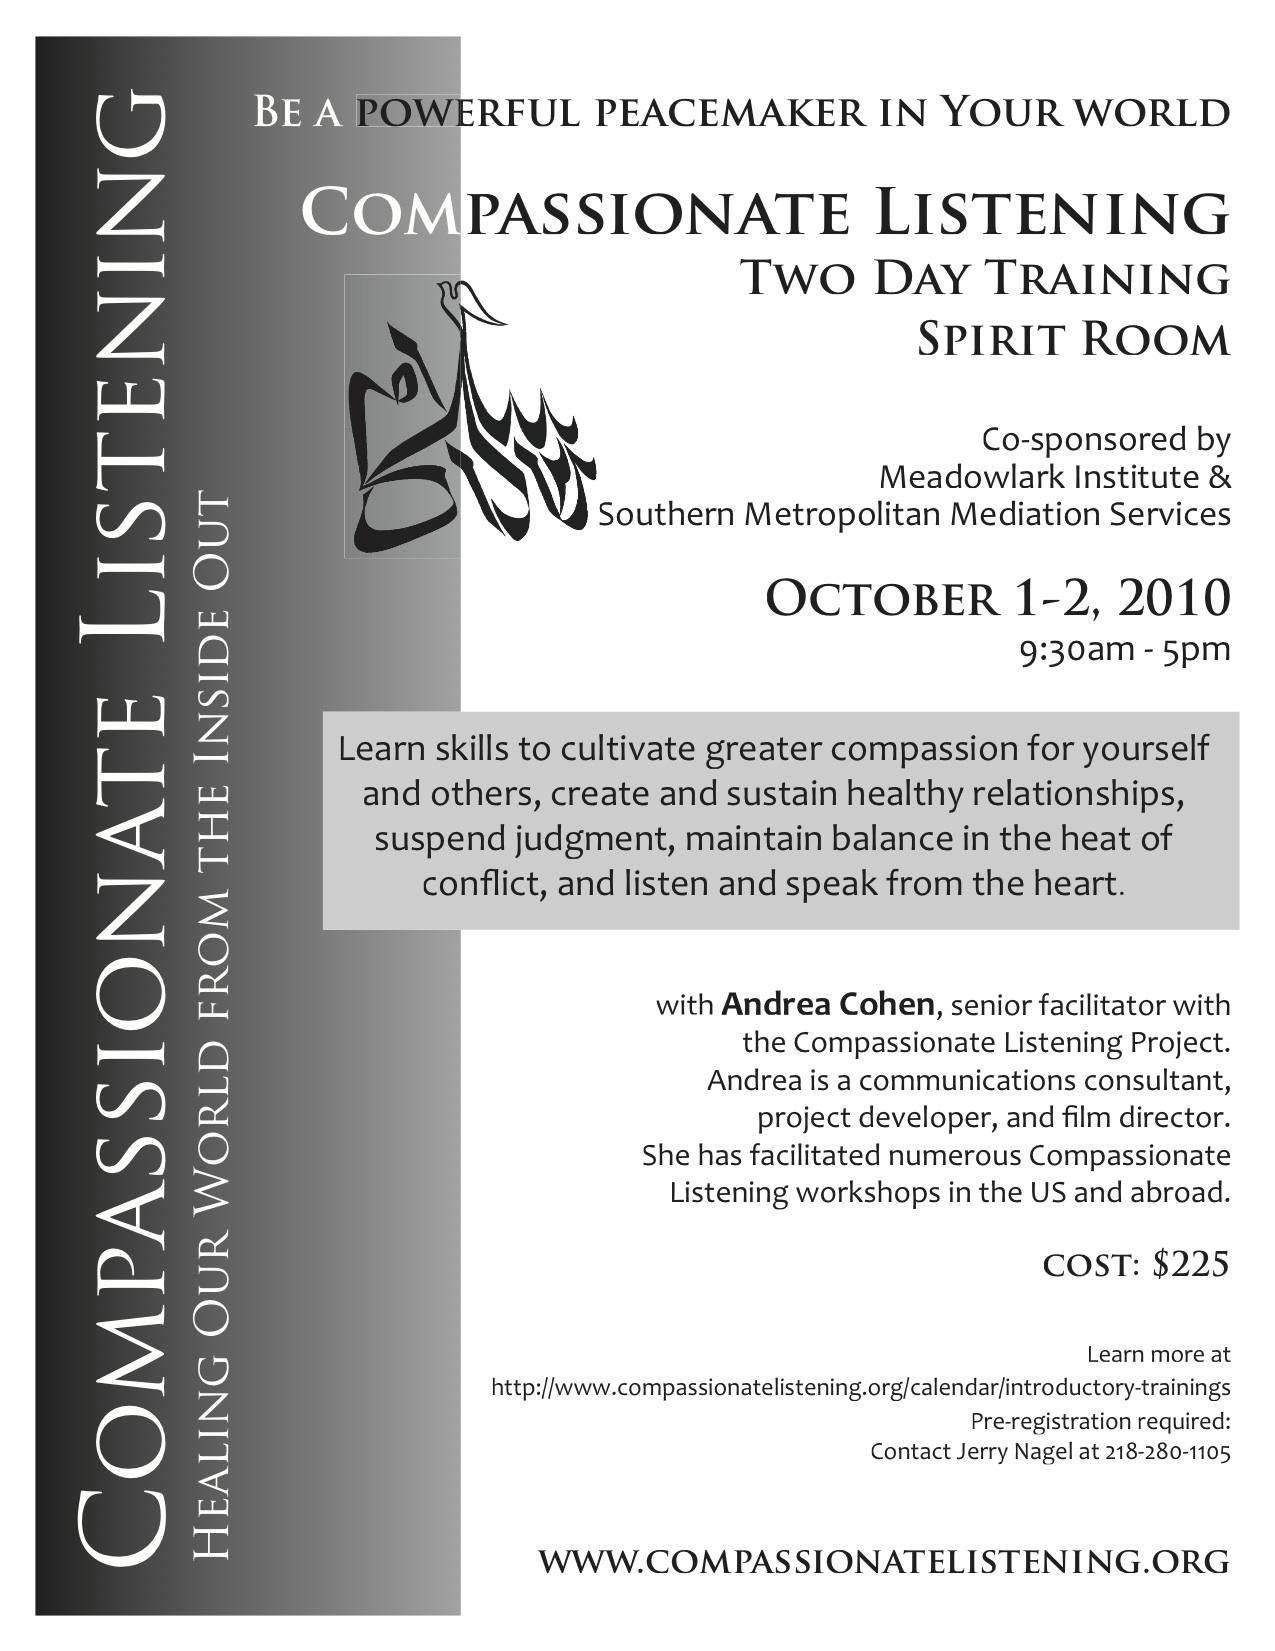 COMPASSIONATE LISTENING
HEALING OUR WORLD FROM THE INSIDE OUT
BE A POWERFUL PEACEMAKER IN YOUR WORLD
COMPASSIONATE LISTENING
TWO DAY TRAINING
SPIRIT ROOM
Co-sponsored by
Meadowlark Institute &
Southern Metropolitan Mediation Services
OCTOBER 1-2, 2010
9:30am - 5pm
Learn skills to cultivate greater compassion for yourself
and others, create and sustain healthy relationships,
suspend judgment, maintain balance in the heat of
conflict, and listen and speak from the heart.
with Andrea Cohen, senior facilitator with
the Compassionate Listening Project.
Andrea is a communications consultant,
project developer, and film director.
She has facilitated numerous Compassionate
Listening workshops in the US and abroad.
COST: $225
Learn more at
http://www.compassionatelistening.org/calendar/introductory-trainings
Pre-registration required:
Contact Jerry Nagel at 218-280-1105
WWW.COMPASSIONATELISTENING.ORG